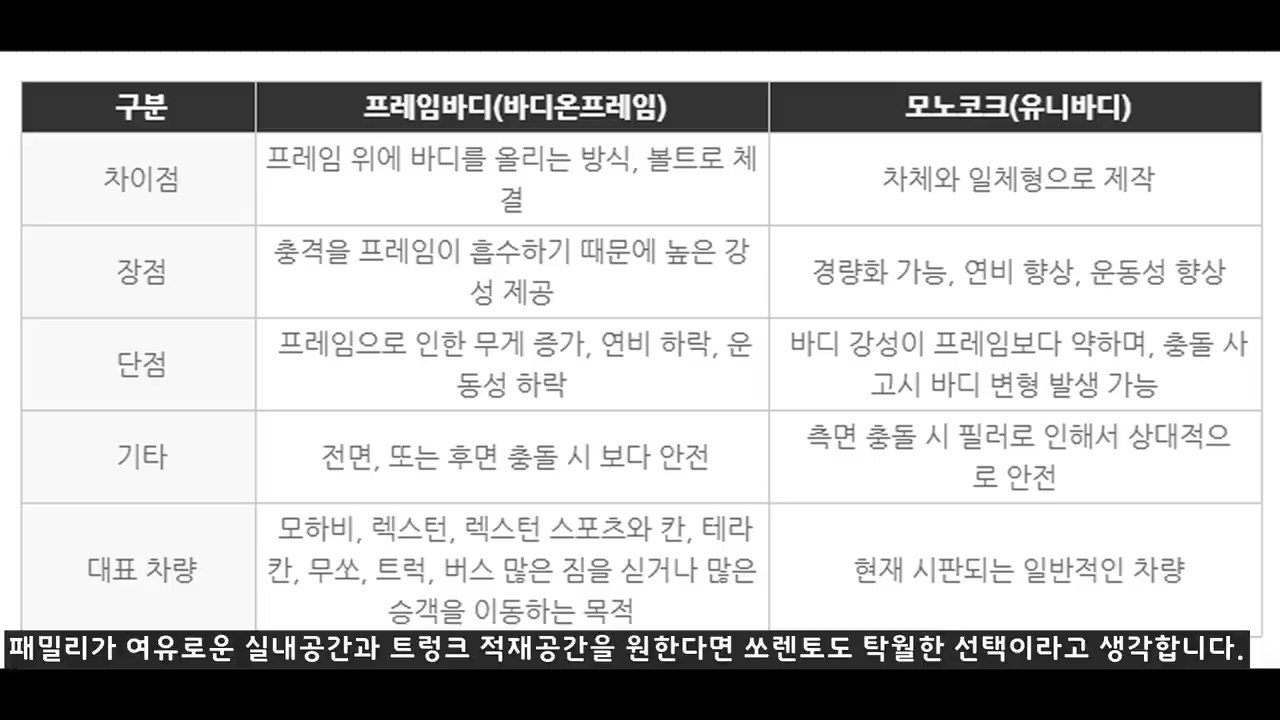 구분 프레임바디(바디온프레임) 모노코크(유니바디)
차이점 프레임 위에 바디를 올리는 방식, 볼트로 체
결 차체와 일체형으로 제작
장점 충격을 프레임이 흡수하기 때문에 높은 강
성 제공 경량화 가능, 연비 향상, 운동성 향상
단점 프레임으로 인한 무게 증가, 연비 하락, 운
동성 하락 바디 강성이 프레임보다 약하며, 충돌 사
고시 바디 변형 발생 가능
기타 전면, 또는 후면 충돌 시 보다 안전 측면 충돌 시 필러로 인해서 상대적으
로 안전
대표 차량 모하비, 렉스턴, 렉스턴 스포츠와 칸, 테라
칸, 무쏘, 트럭, 버스 많은 짐을 싣거나 많은
승객을 이동하는 목적 현재 시판되는 일반적인 차량
패밀리가 여유로운 실내공간과 트렁크 적재공간을 원한다면 쏘렌토도 탁월한 선택이라고 생각합니다.